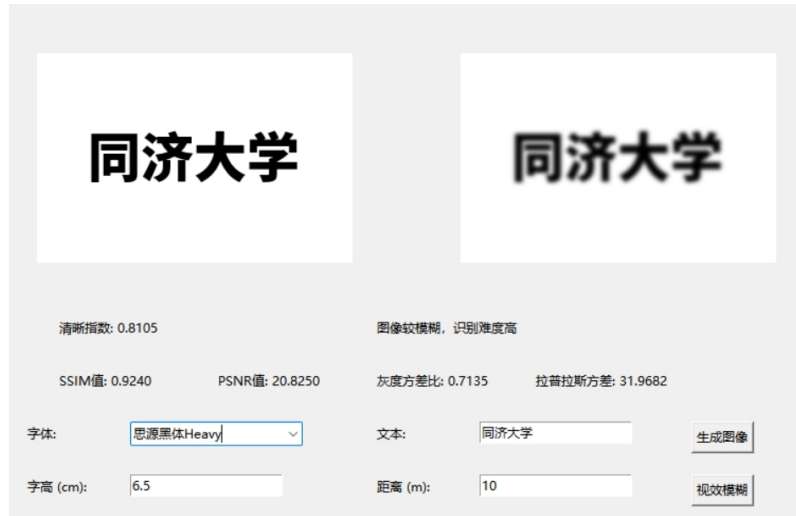 同济大学
同济大学
清晰指数: 0.8105
图像较模糊，识别难度高
SSIM值: 0.9240
PSNR值: 20.8250
灰度方差比: 0.7135
拉普拉斯方差: 31.9682
字体:
思源黑体Heavy
文本:
同济大学
生成图像
字高 (cm):
6.5
距离 (m):
10
视效模糊